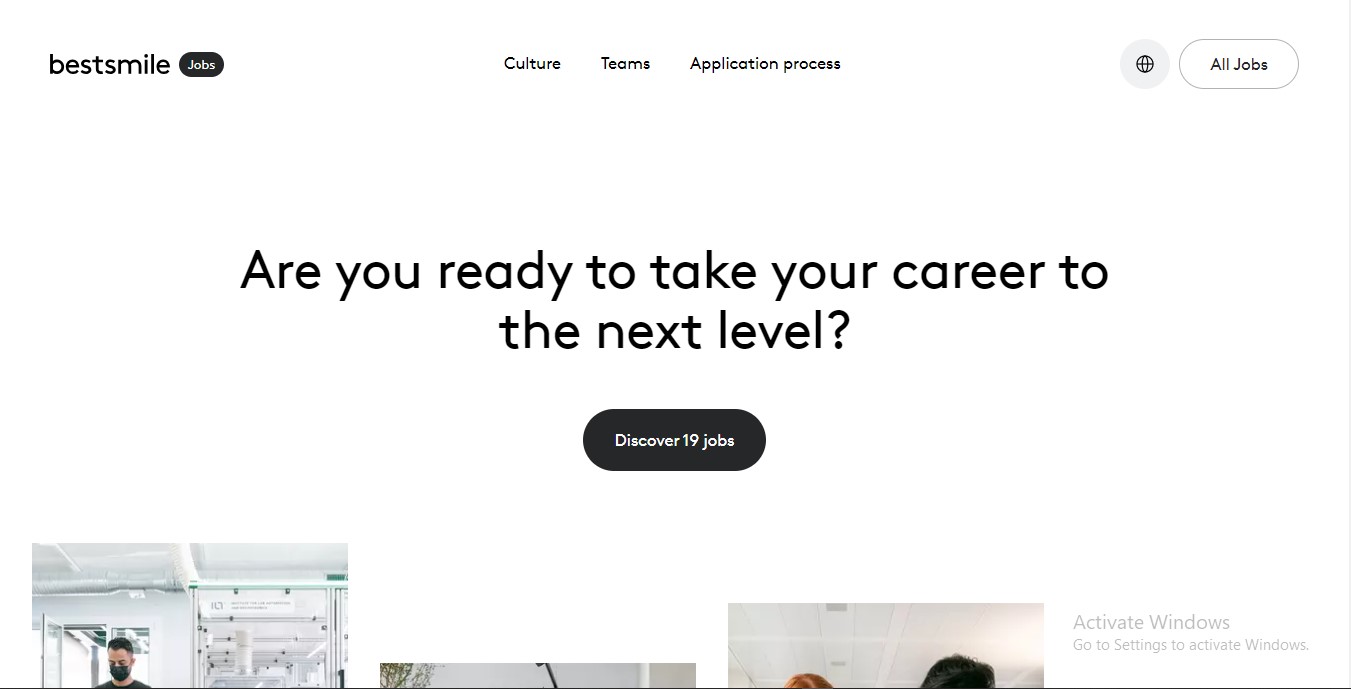 bestsmile Jobs
Culture
Teams
Application process
All Jobs
Are you ready to take your career to
the next level?
Discover 19 jobs
Activate Windows
Go to Settings to activate Windows.